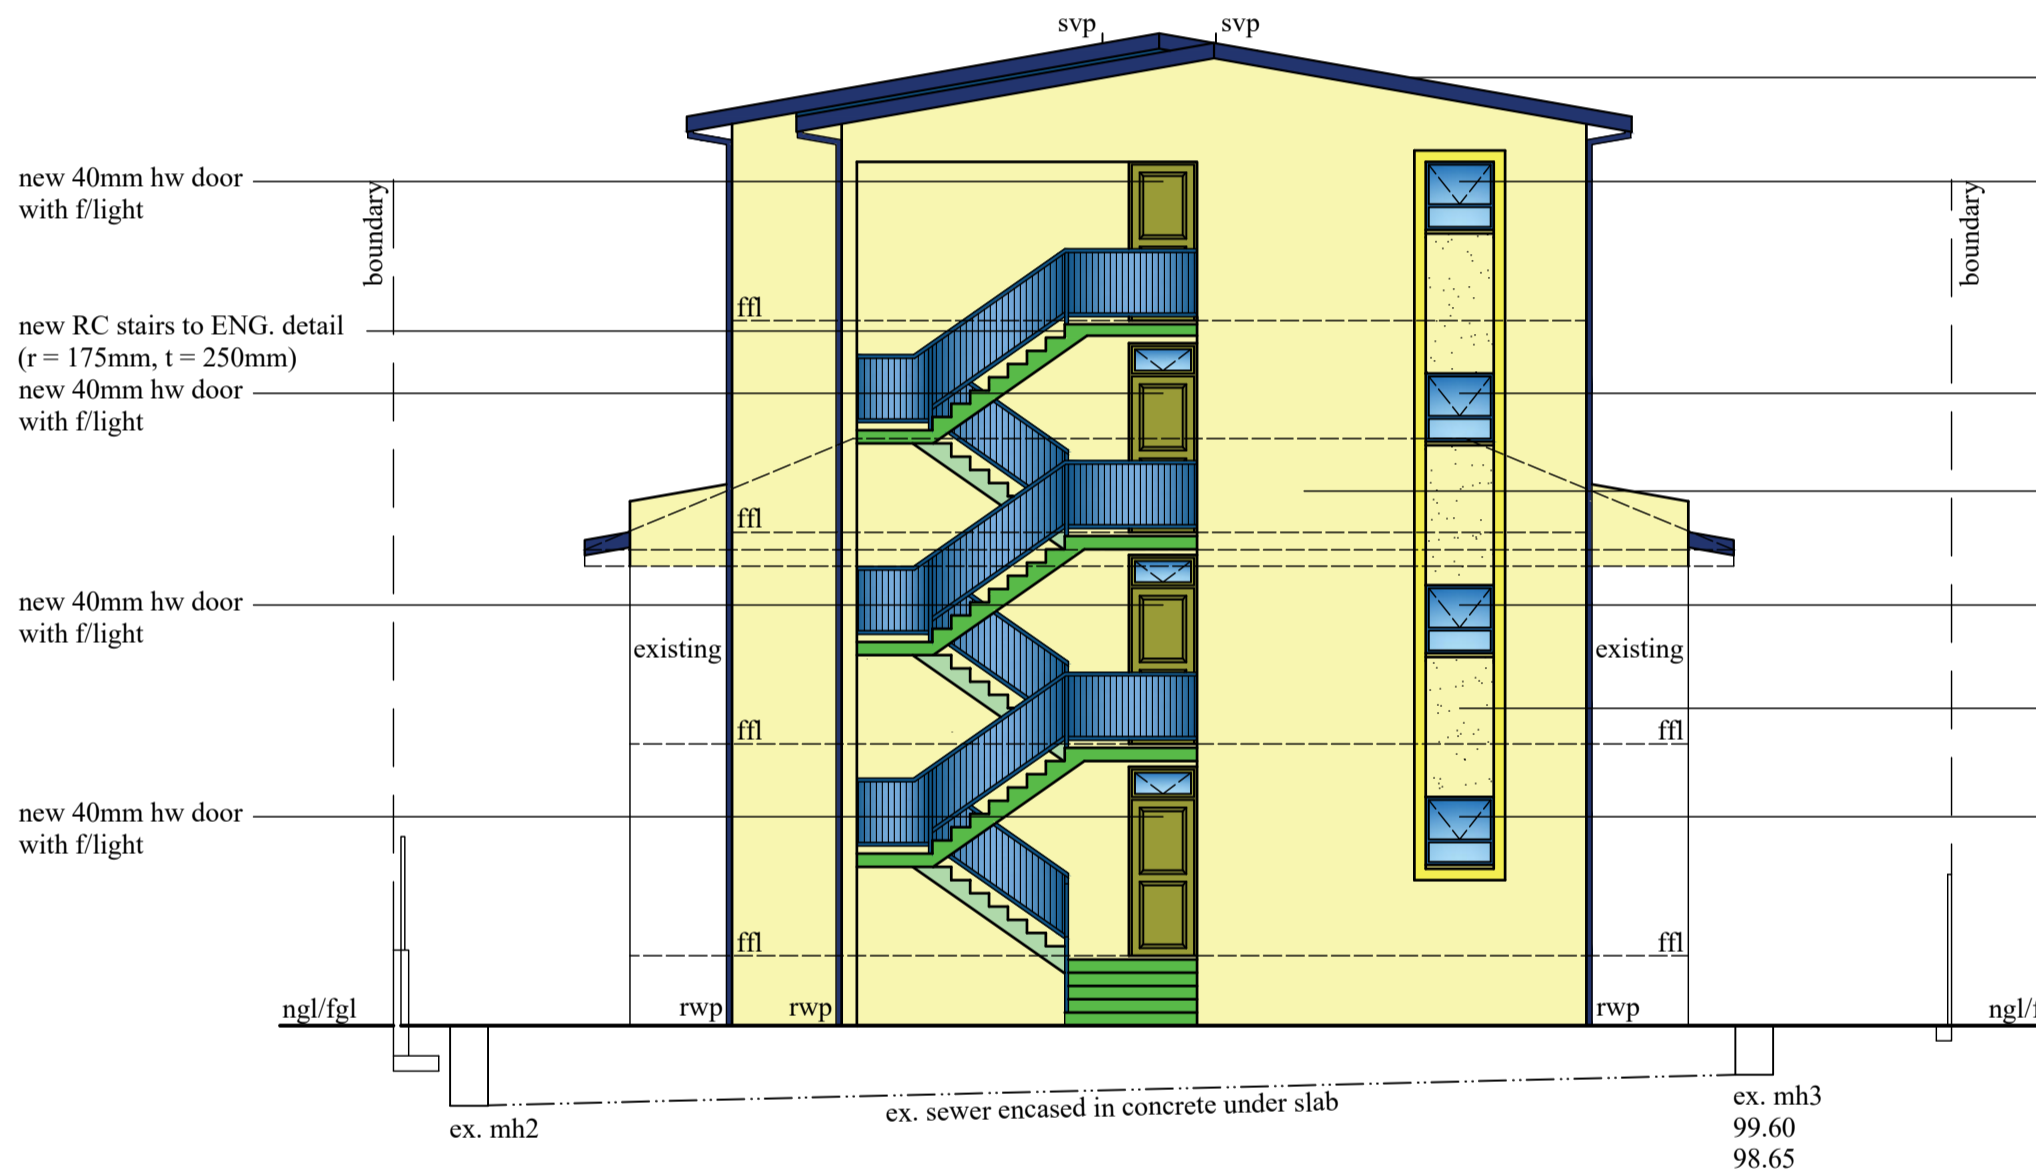 svp
svp
new 40mm hw door
with f/light
boundary
boundary
ffl
new RC stairs to ENG. detail
(r = 175mm, t = 250mm)
new 40mm hw door
with f/light
ffl
new 40mm hw door
with f/light
existing
existing
ffl
ffl
new 40mm hw door
with f/light
ffl
ffl
ngl/fgl
rwp
rwp
rwp
ngl/f
ex. sewer encased in concrete under slab
ex. mh2
ex. mh3
99.60
98.65